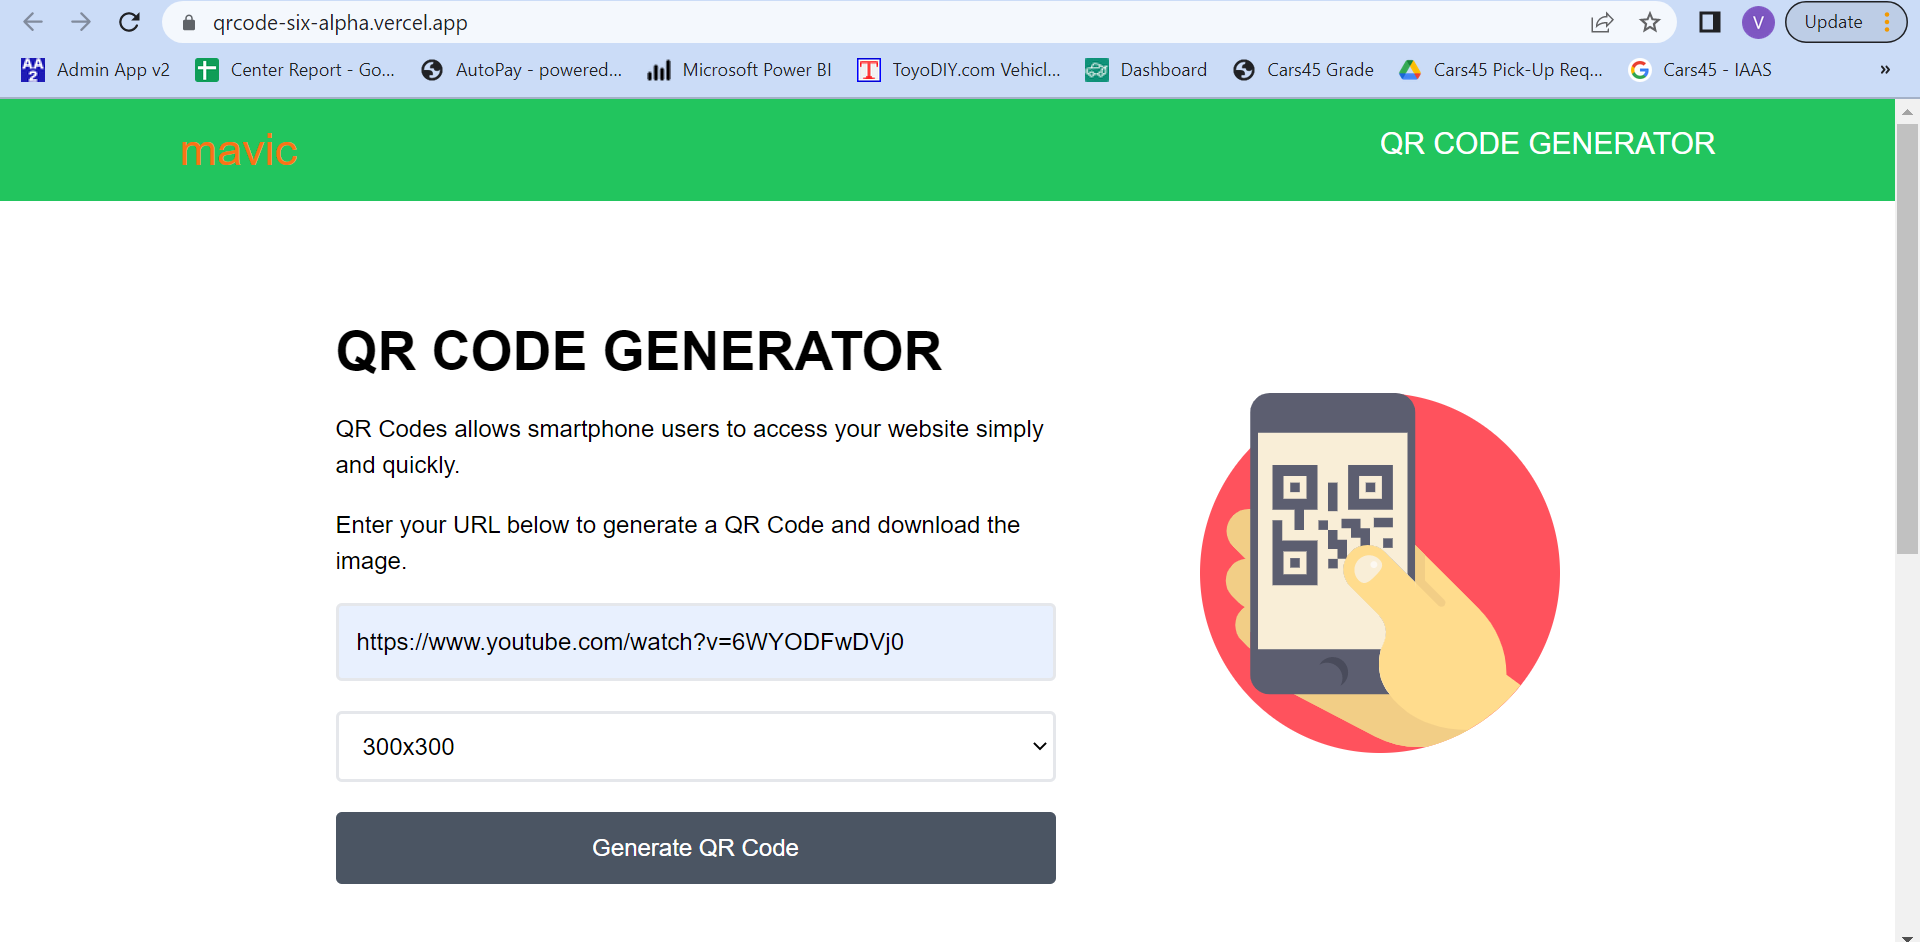 qrcode-six-alpha.vercel.app
V
Update
AA 2
Admin App v2
Center Report - Go...
AutoPay - powered...
Microsoft Power BI
T
ToyoDIY.com Vehicl...
Dashboard
Cars45 Grade
Cars45 Pick-Up Req...
G
Cars45 - IAAS
»
mavic
QR CODE GENERATOR
QR CODE GENERATOR
QR Codes allows smartphone users to access your website simply
and quickly.
Enter your URL below to generate a QR Code and download the
image.
https://www.youtube.com/watch?v=6WYODFwDVj0
300x300
Generate QR Code